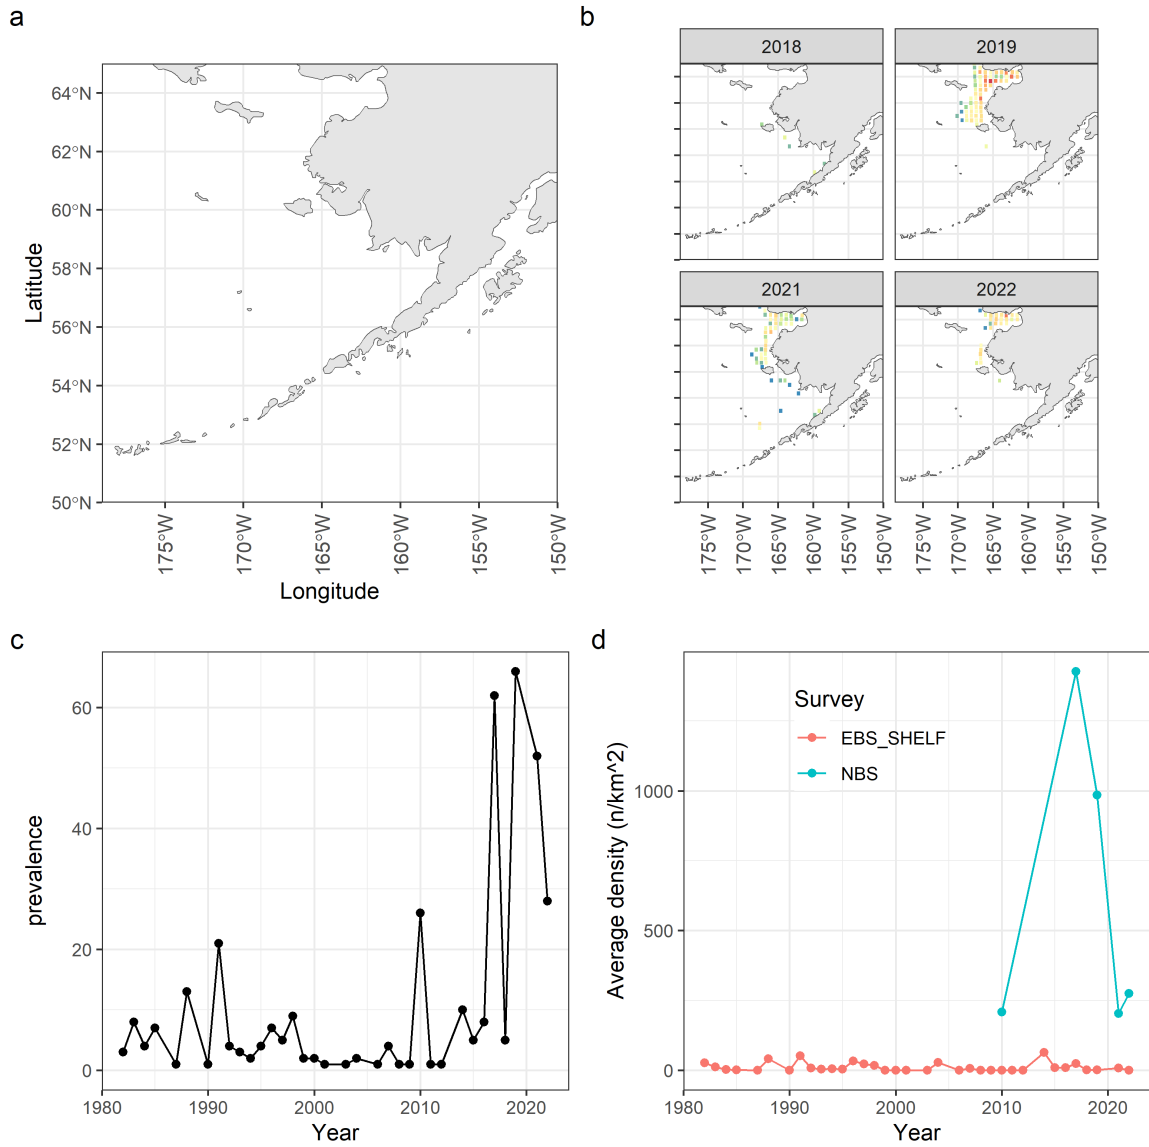 a
64°N
62°N
60°N
58°N
56°N
54°N
52°N
50°N
Latitude
175°W
170°W
165°W
160°W
155°W
150°W
Longitude
b
2018
2019
2021
2022
175°W
170°W
165°W
160°W
155°W
150°W
175°W
170°W
165°W
160°W
155°W
150°W
c
60
40
20
0
prevalence
1980
1990
2000
2010
2020
Year
d
Survey
EBS_SHELF
NBS
1000
500
0
Average density (n/km^2)
1980
1990
2000
2010
2020
Year